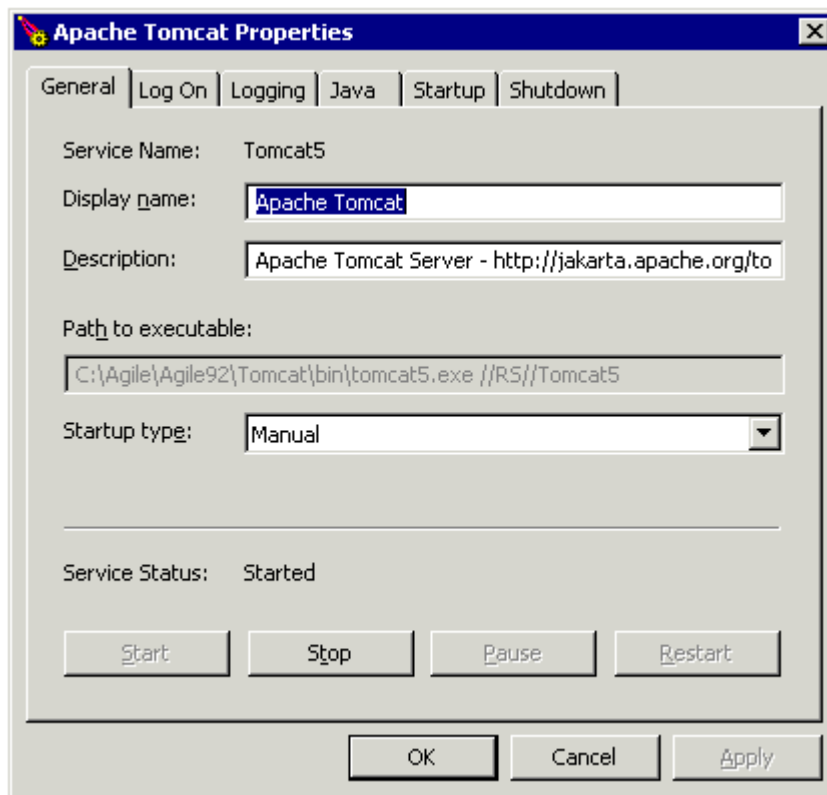 Apache Tomcat Properties
General Log On Logging Java Startup Shutdown
Service Name: Tomcat5
Display name: Apache Tomcat
Description: Apache Tomcat Server - http://jakarta.apache.org/to
Path to executable:
C:\Agile\Agile92\Tomcat\bin\tomcat5.exe //RS//Tomcat5
Startup type: Manual
Service Status: Started
Start Stop Pause Restart
OK Cancel Apply